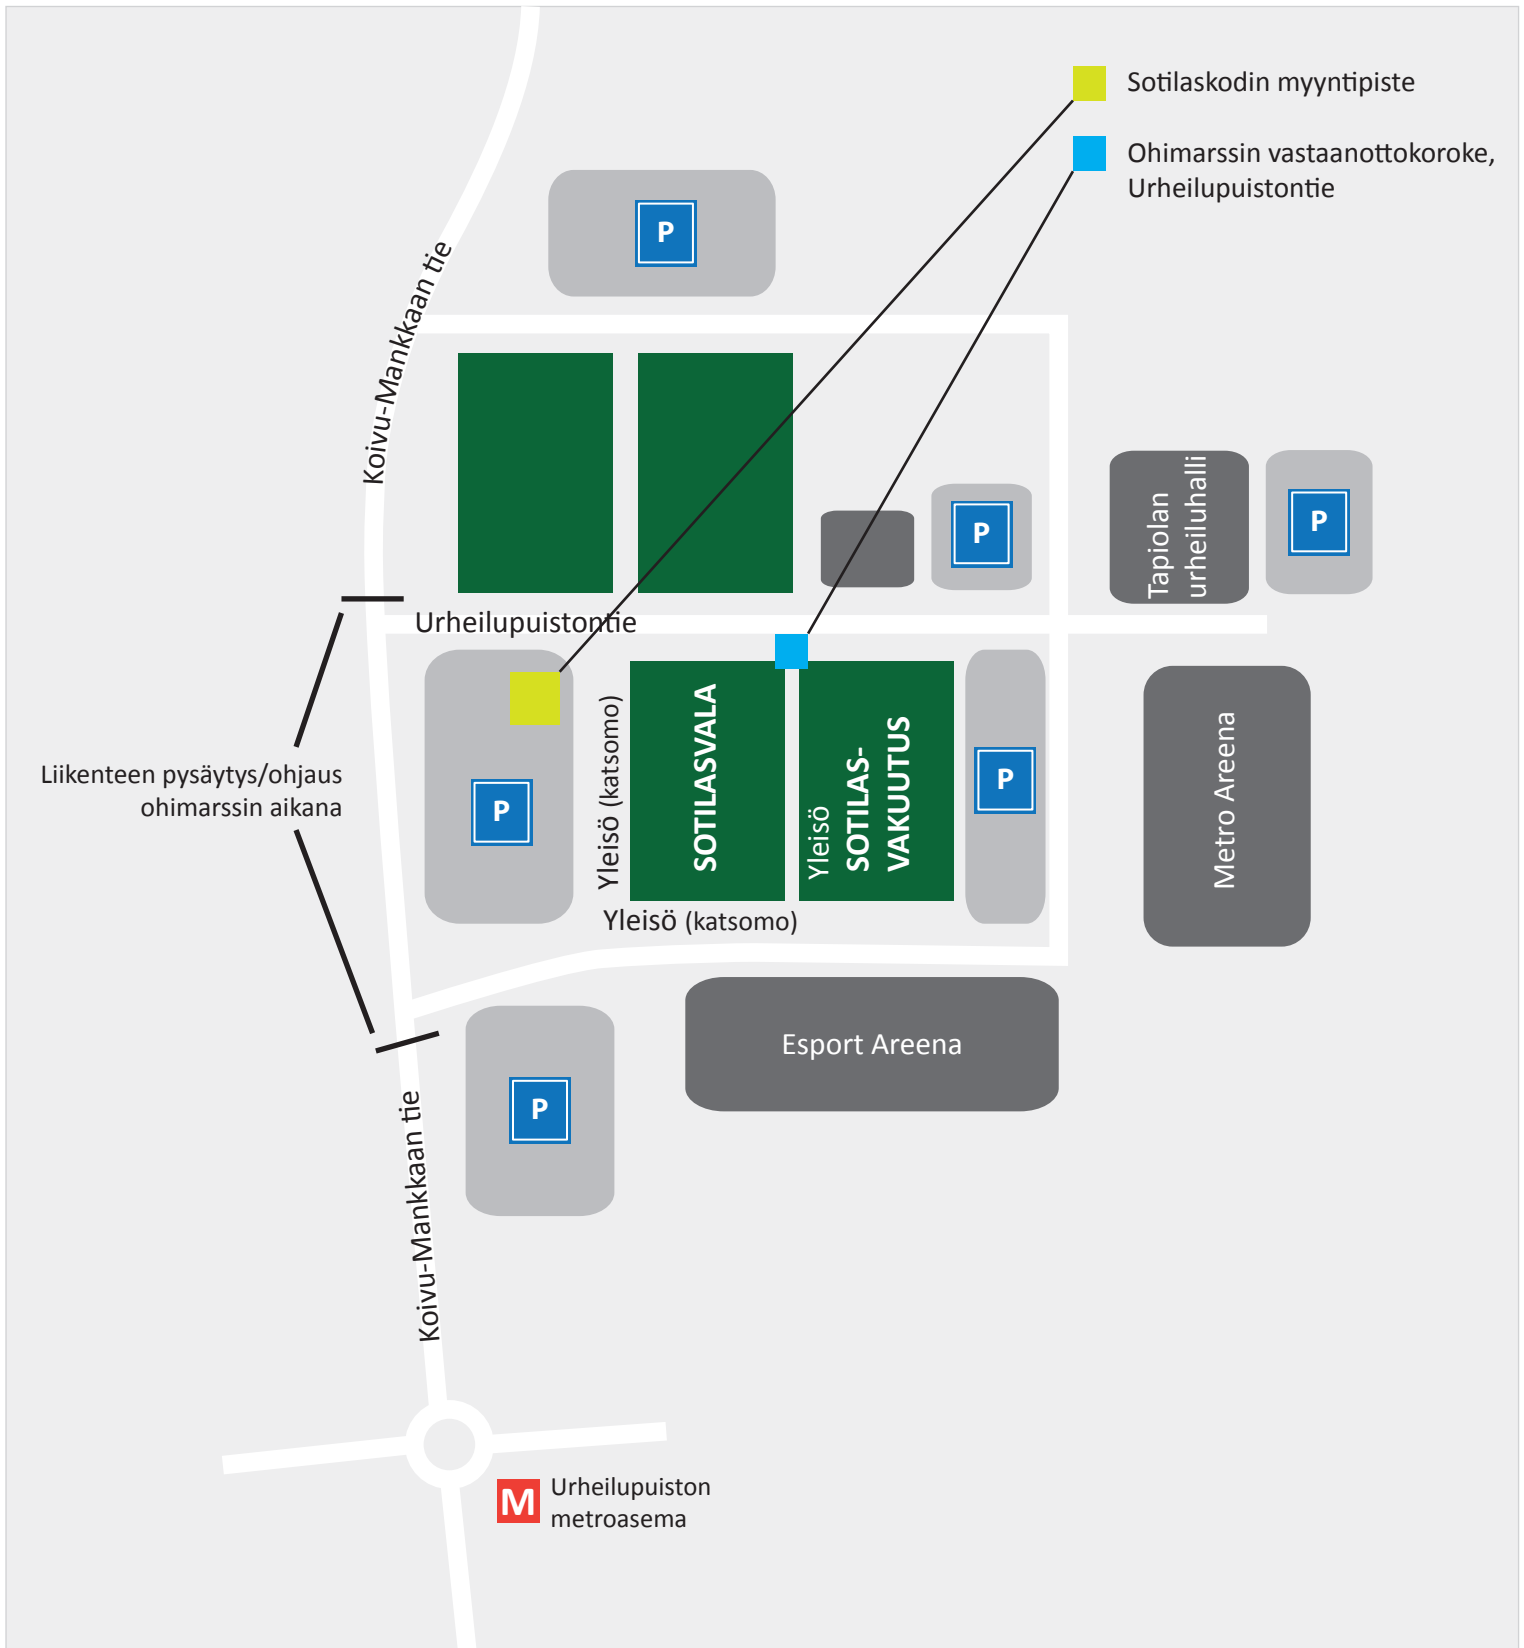 Sotilaskodin myyntipiste
Ohimarssin vastaanottokoroke,
Urheilupuistontie
P
Koivu-Mankkaan tie
P
Tapiolan
urheiluhalli
P
Urheilupuistontie
Liikenteen pysäytys/ohjaus
ohimarssin aikana
P
Yleisö (katsomo)
SOTILASVALA
Yleisö
SOTILAS-
VAKUUTUS
P
Metro Areena
Yleisö (katsomo)
Esport Areena
P
Koivu-Mankkaan tie
M
Urheilupuiston
metroasema